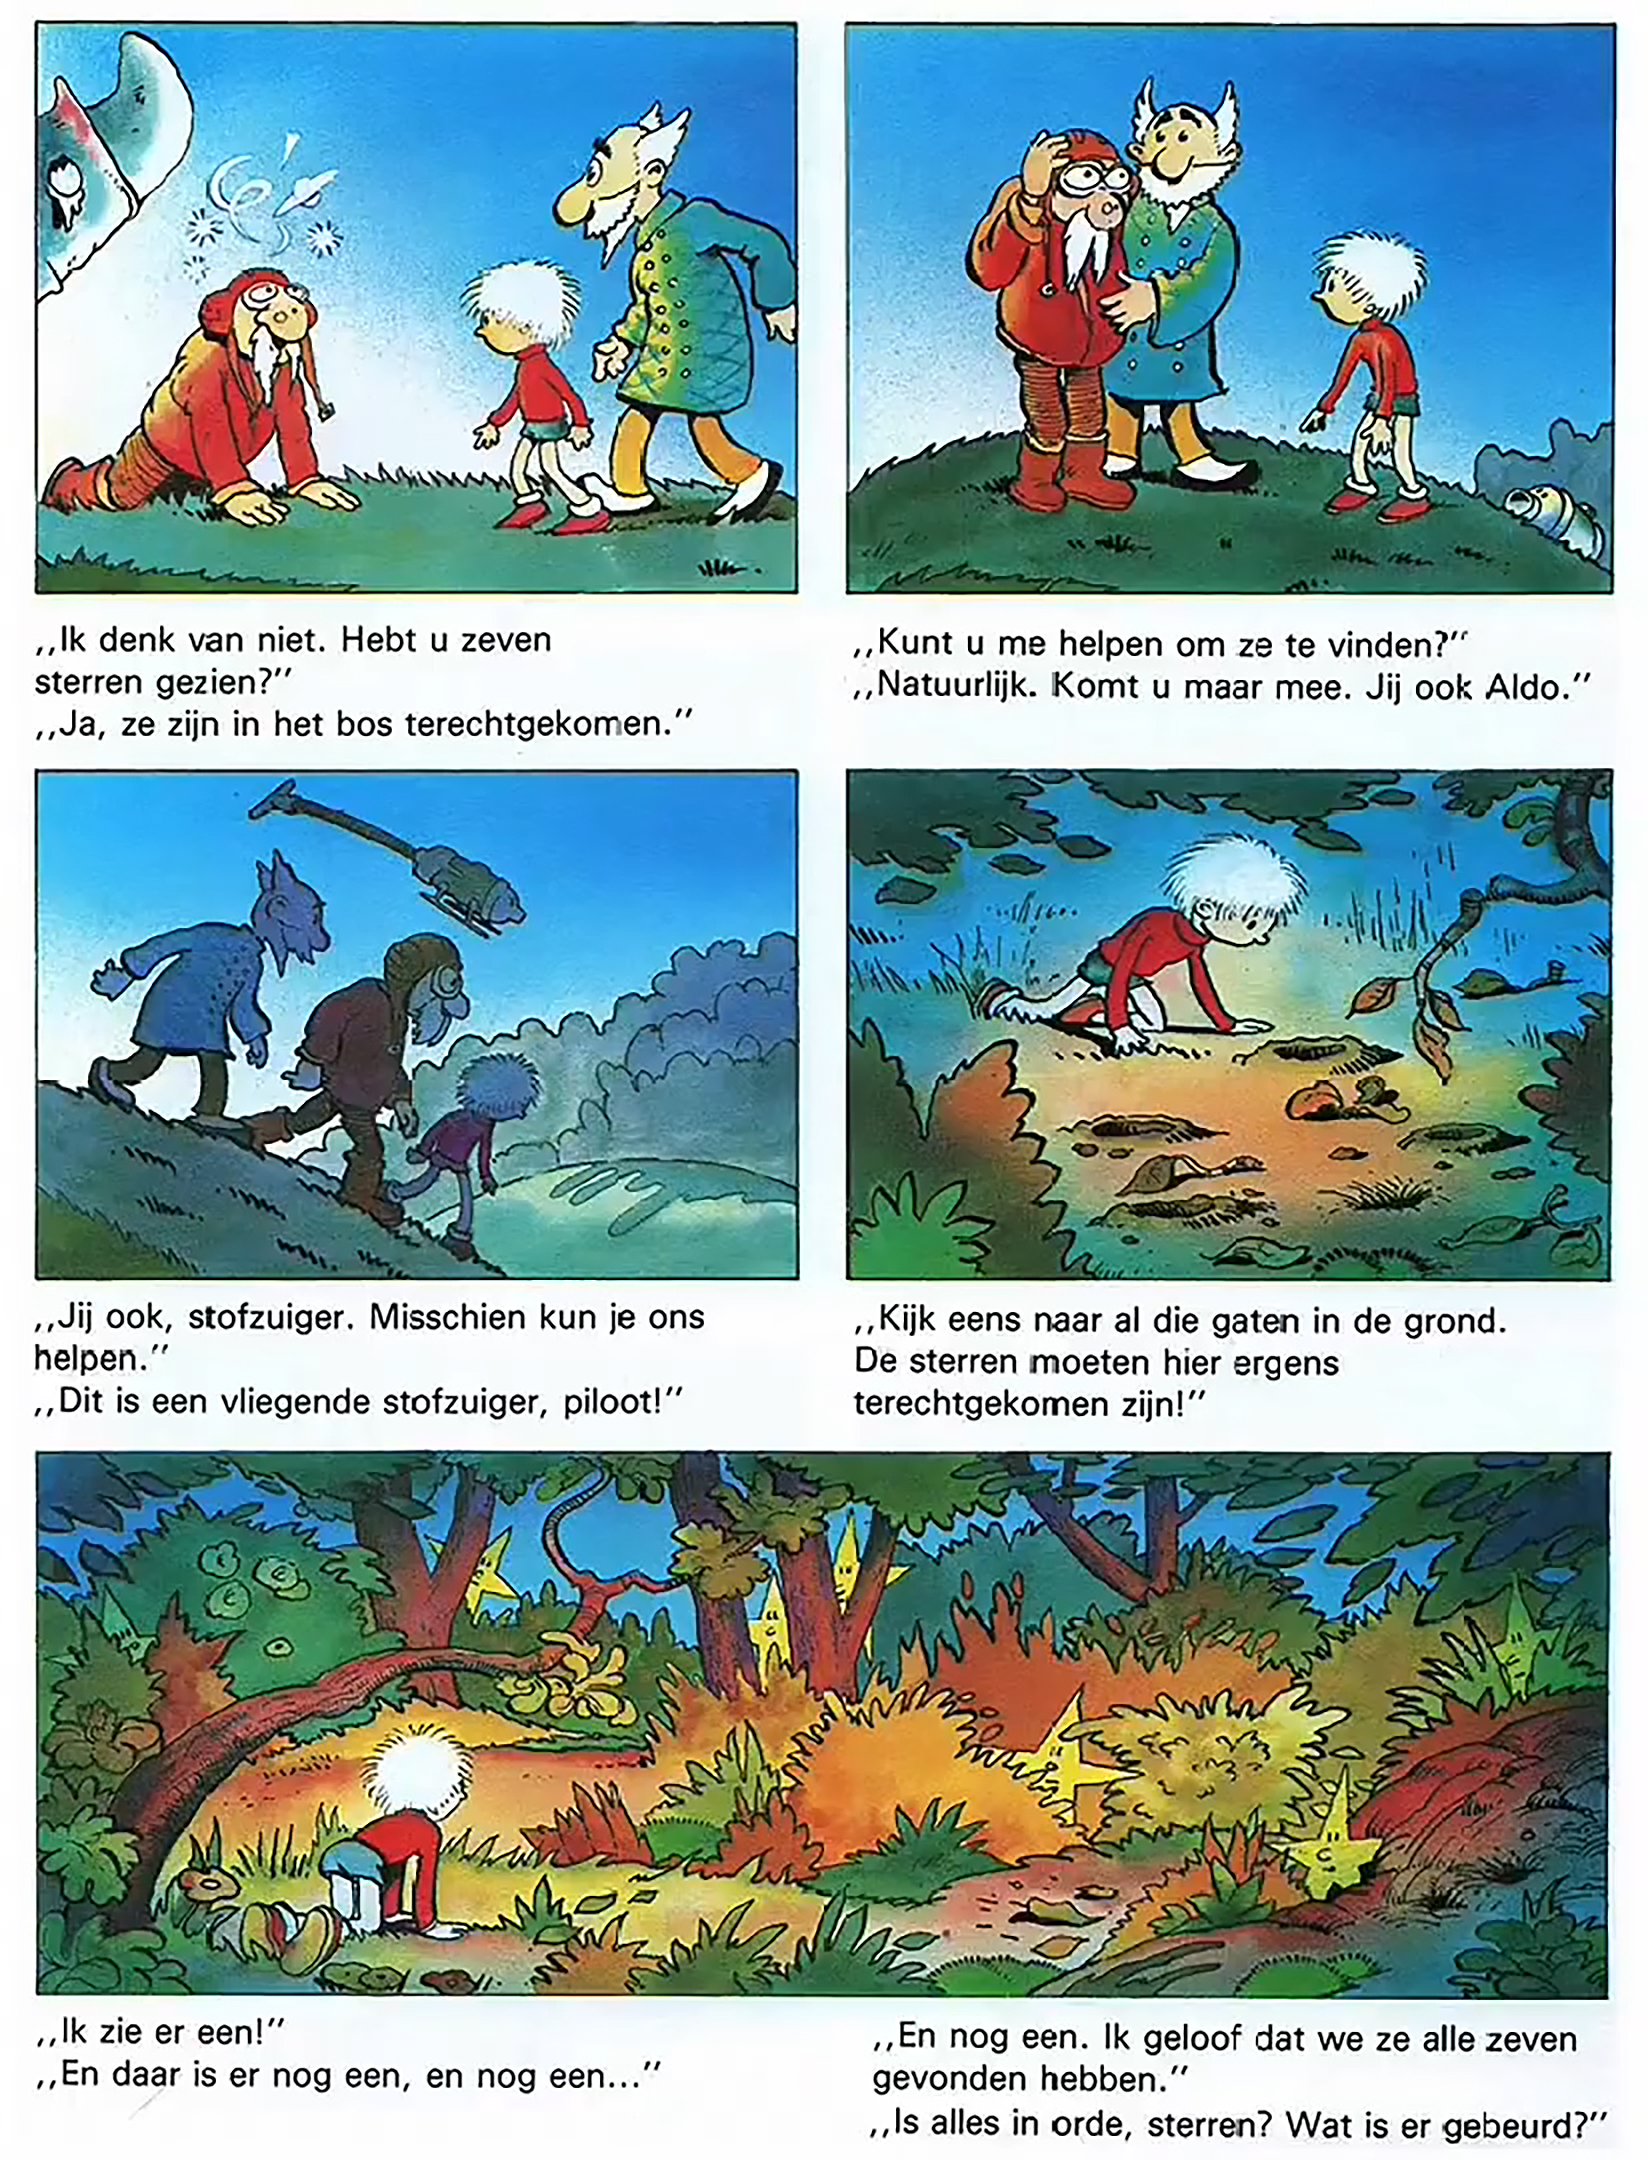 ,,Ik denk van niet. Hebt u zeven
sterren gezien?”
,,Ja, ze zijn in het bos terechtgekomen.”
,,Kunt u me helpen om ze te vinden?”
,,Natuurlijk. Komt u maar mee. Jij ook Aldo.”
,,Jij ook, stofzuiger. Misschien kun je ons
helpen.”
,,Dit is een vliegende stofzuiger, piloot!”
,,Kijk eens naar al die gaten in de grond.
De sterren moeten hier ergens
terechtgekomen zijn!”
,,Ik zie er een!”
,,En daar is er nog een, en nog een...”
,,En nog een. Ik geloof dat we ze alle zeven
gevonden hebben.”
,,Is alles in orde, sterren? Wat is er gebeurd?”